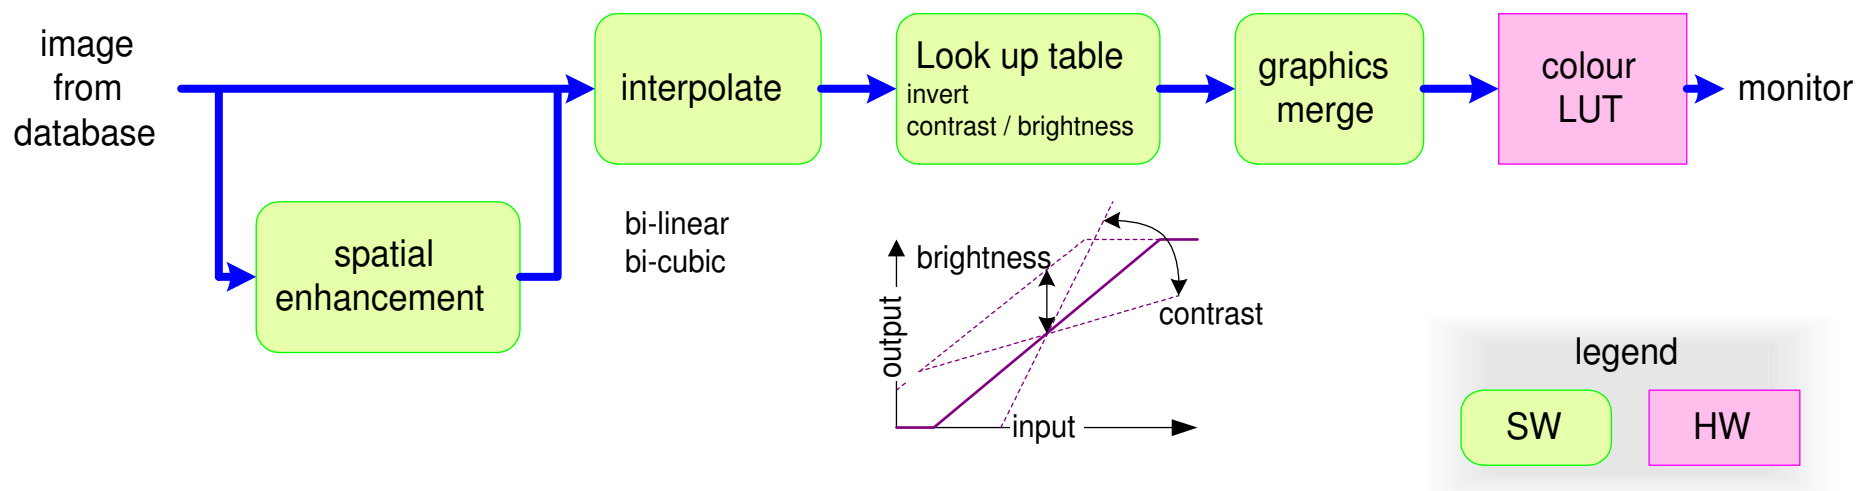 image
from
database
interpolate
Look up table
invert
contrast / brightness
graphics
merge
colour
LUT
monitor
spatial
enhancement
bi-linear
bi-cubic
brightness
contrast
output
input
legend
SW
HW